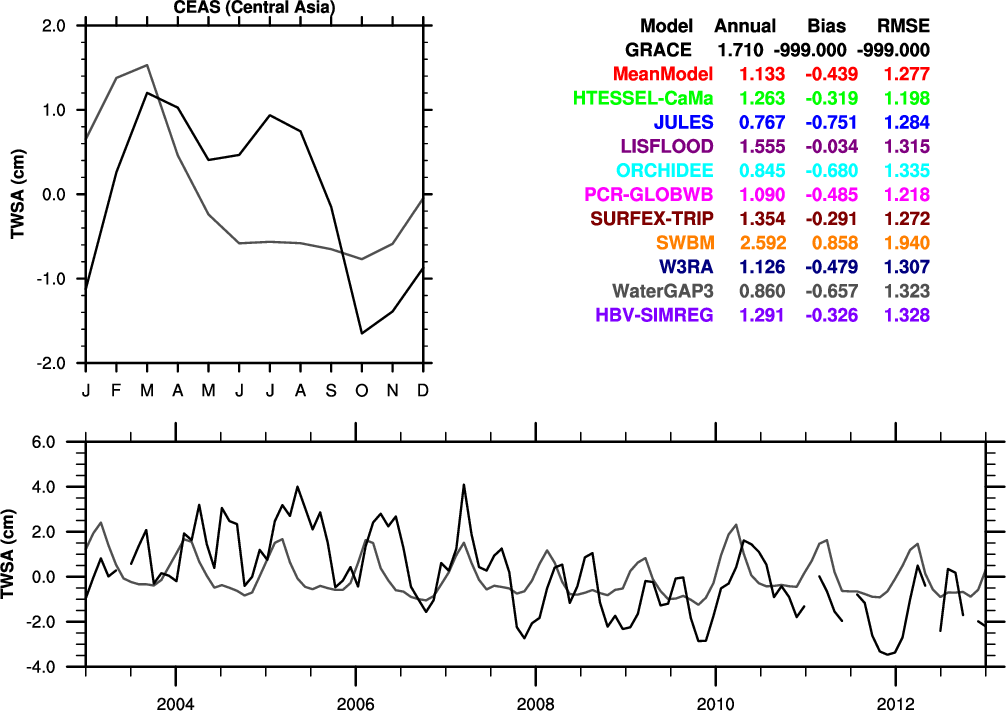 CEAS (Central Asia)
2.0
1.0
0.0
-1.0
-2.0
TWSA (cm)
J F M A M J J A S O N D
Model Annual Bias RMSE
GRACE 1.710 -999.000 -999.000
MeanModel 1.133 -0.439 1.277
HTESSEL-CaMa 1.263 -0.319 1.198
JULES 0.767 -0.751 1.284
LISFLOOD 1.555 -0.034 1.315
ORCHIDEE 0.845 -0.680 1.335
PCR-GLOBWB 1.090 -0.485 1.218
SURFEX-TRIP 1.354 -0.291 1.272
SWBM 2.592 0.858 1.940
W3RA 1.126 -0.479 1.307
WaterGAP3 0.860 -0.657 1.323
HBV-SIMREG 1.291 -0.326 1.328
6.0
4.0
2.0
0.0
-2.0
-4.0
TWSA (cm)
2004 2006 2008 2010 2012